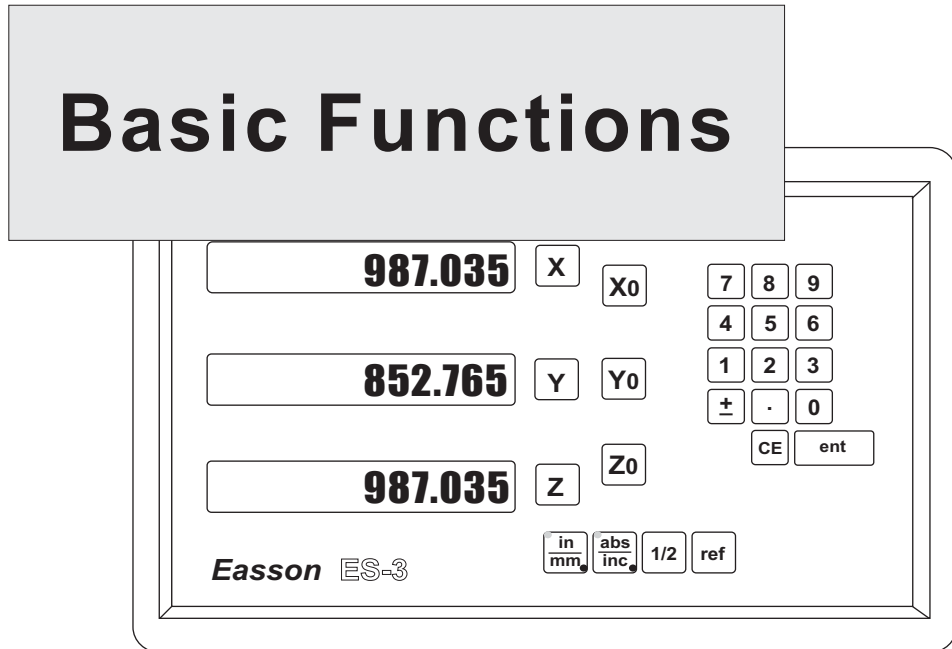 Basic Functions
987.035 X X0
7 8 9
4 5 6
852.765 Y Y0
1 2 3
± . 0
CE ent
987.035 Z Z0
in
mm
abs
inc
1/2 ref
Easson ES-3